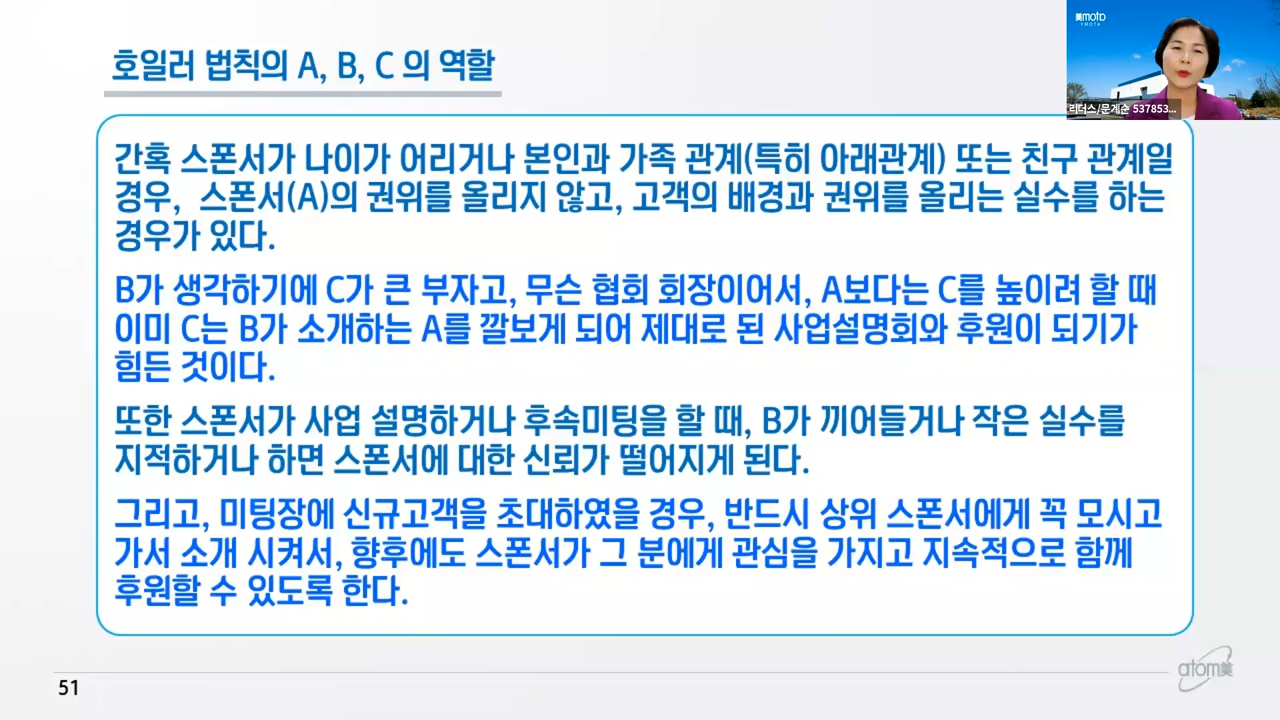 호일러 법칙의 A, B, C 의 역할
美mota
YMOTA
리더스/문계순 537853...
간혹 스폰서가 나이가 어리거나 본인과 가족 관계(특히 아래관계) 또는 친구 관계일
경우, 스폰서(A)의 권위를 올리지 않고, 고객의 배경과 권위를 올리는 실수를 하는
경우가 있다.
B가 생각하기에 C가 큰 부자고, 무슨 협회 회장이어서, A보다는 C를 높이려 할 때
이미 C는 B가 소개하는 A를 깔보게 되어 제대로 된 사업설명회와 후원이 되기가
힘든 것이다.
또한 스폰서가 사업 설명하거나 후속미팅을 할 때, B가 끼어들거나 작은 실수를
지적하거나 하면 스폰서에 대한 신뢰가 떨어지게 된다.
그리고, 미팅장에 신규고객을 초대하였을 경우, 반드시 상위 스폰서에게 꼭 모시고
가서 소개 시켜서, 향후에도 스폰서가 그 분에게 관심을 가지고 지속적으로 함께
후원할 수 있도록 한다.
51
atom美